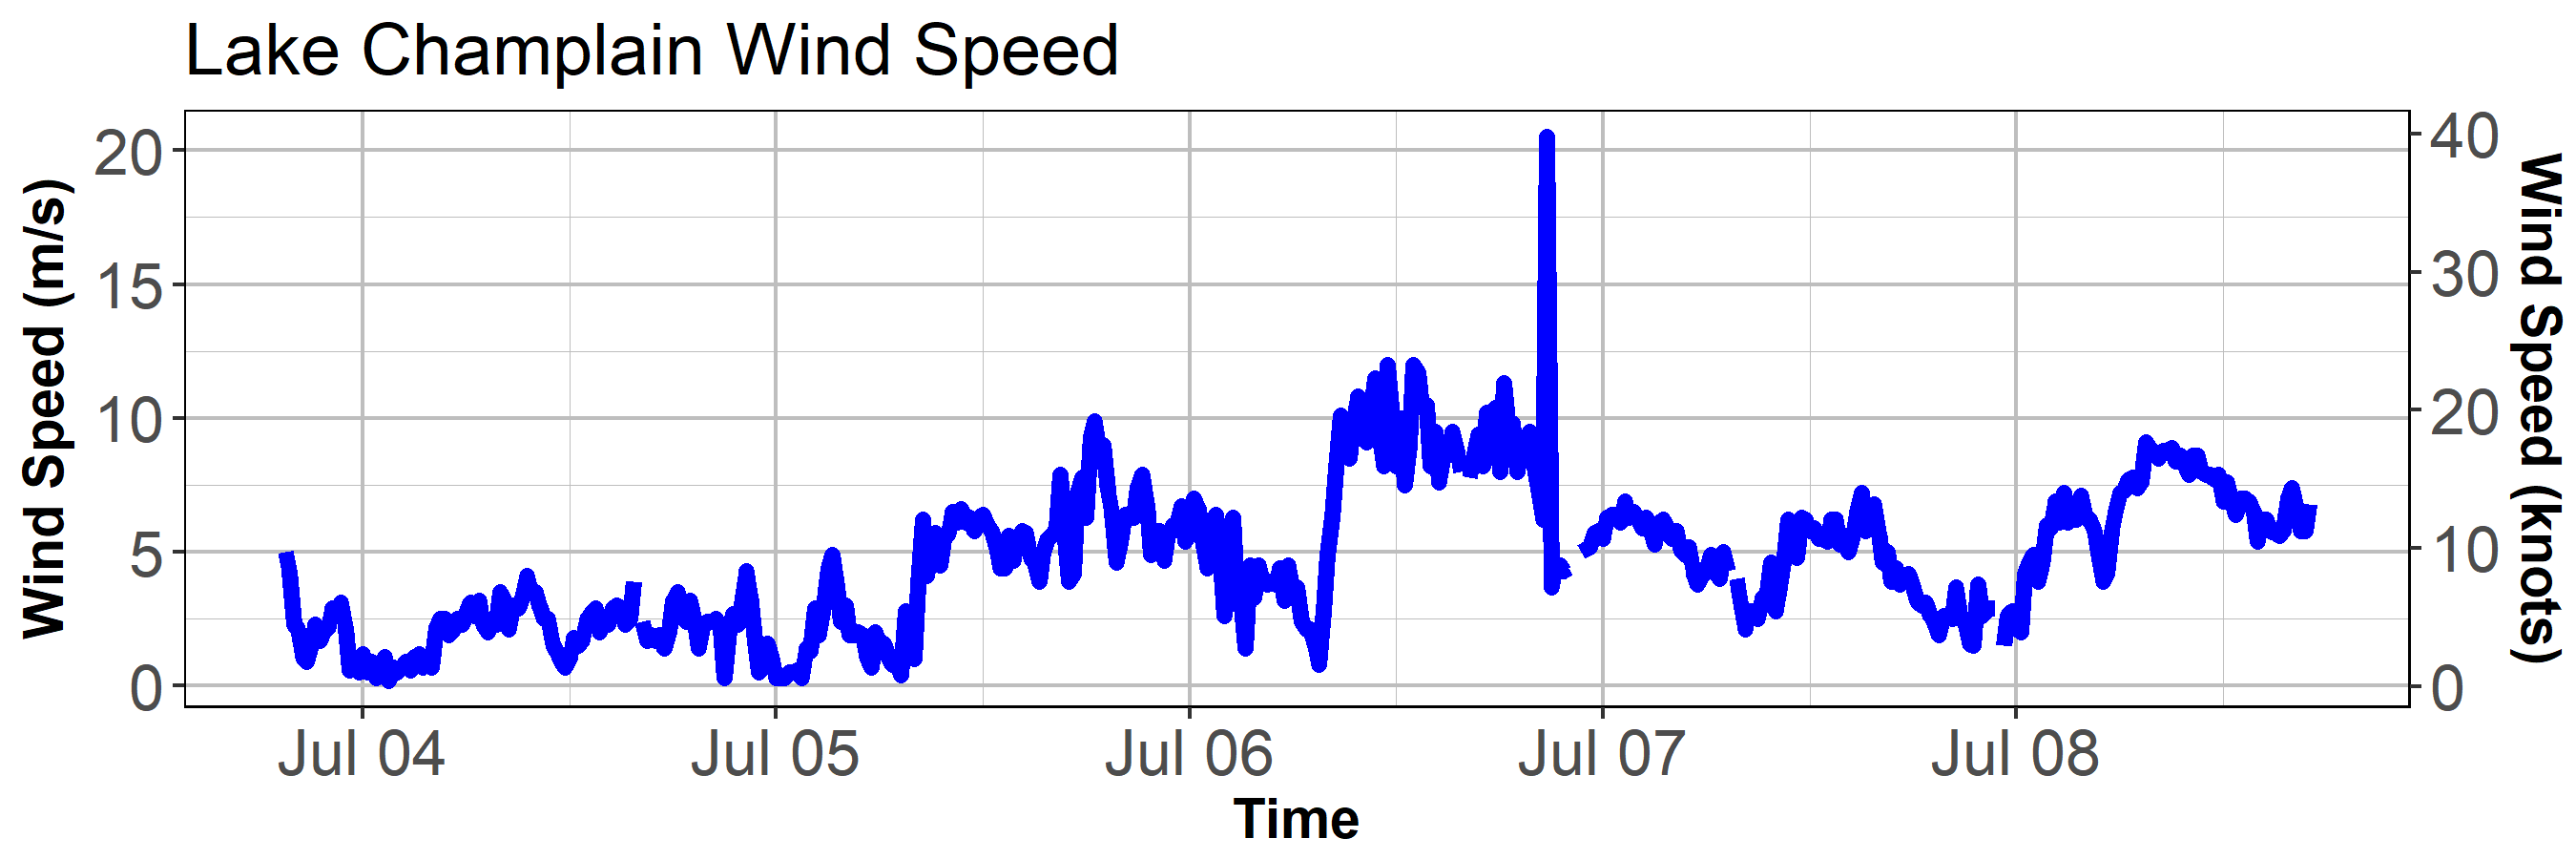 Lake Champlain Wind Speed
Wind Speed (m/s)
20
15
10
5
0
40
30
20
10
0
Wind Speed (knots)
Jul 04 Jul 05 Jul 06 Jul 07 Jul 08
Time